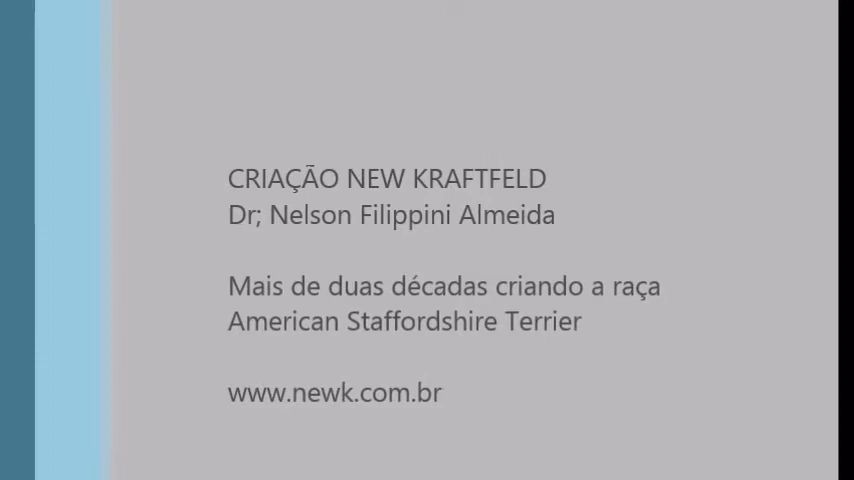 CRIAÇÃO NEW KRAFTFELD
Dr; Nelson Filippini Almeida
Mais de duas décadas criando a raça
American Staffordshire Terrier
www.newk.com.br